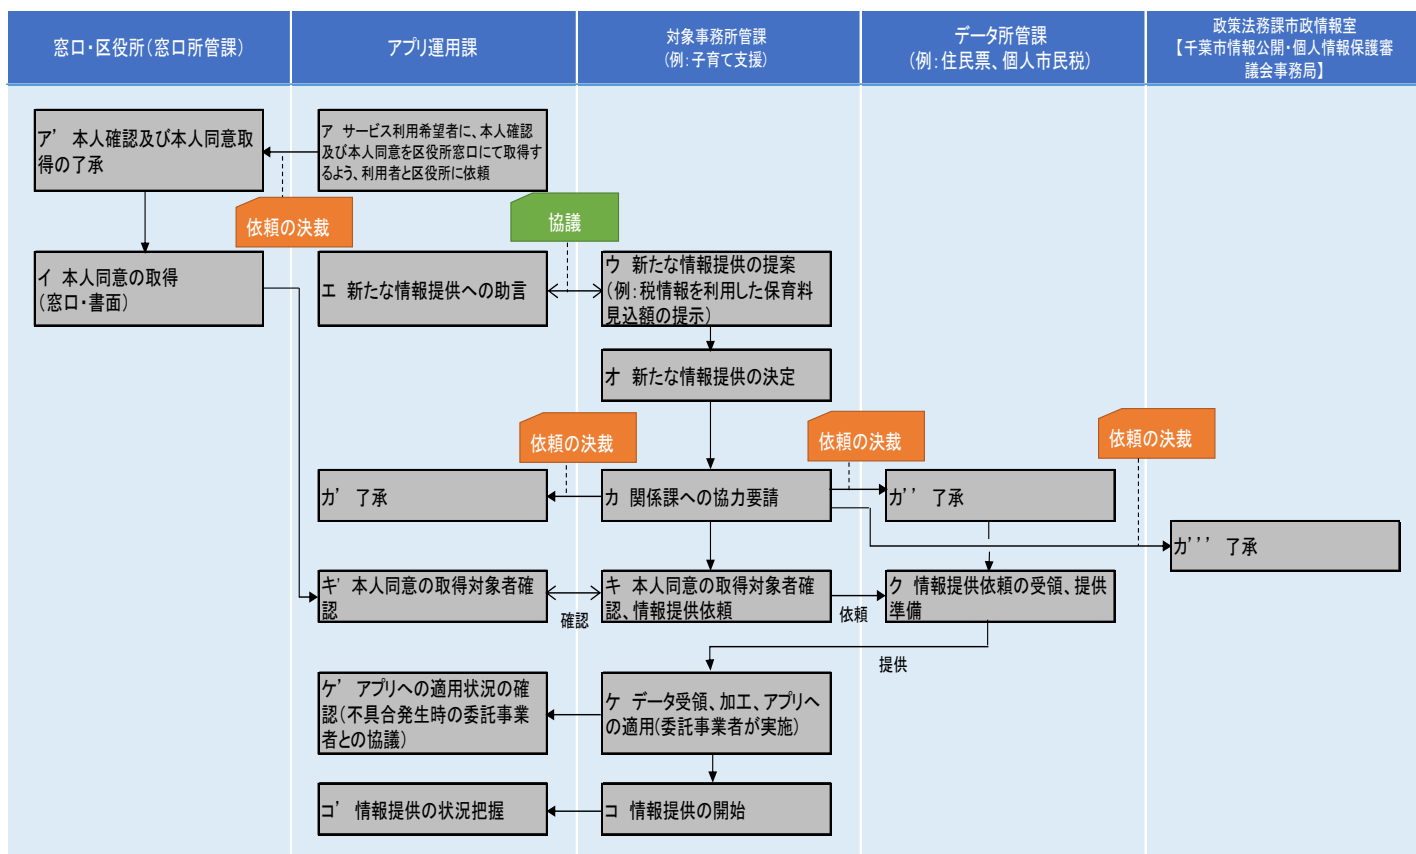 窓口・区役所(窓口所管課)
アプリ運用課
対象事務所管課
(例:子育て支援)
データ所管課
(例:住民票、個人市民税)
政策法務課市政情報室
【千葉市情報公開・個人情報保護審
議会事務局】
ア’ 本人確認及び本人同意取
得の了承
ア サービス利用希望者に、本人確認
及び本人同意を区役所窓口にて取得す
るよう、利用者と区役所に依頼
依頼の決裁
協議
イ 本人同意の取得
(窓口・書面)
エ 新たな情報提供への助言
ウ 新たな情報提供の提案
(例:税情報を利用した保育料
見込額の提示)
オ 新たな情報提供の決定
依頼の決裁
依頼の決裁
依頼の決裁
カ’ 了承
カ 関係課への協力要請
カ’’ 了承
カ’’’ 了承
キ’ 本人同意の取得対象者確
認
確認
キ 本人同意の取得対象者確
認、情報提供依頼
依頼
ク 情報提供依頼の受領、提供
準備
提供
ケ’ アプリへの適用状況の確
認(不具合発生時の委託事業
者との協議)
ケ データ受領、加工、アプリへ
の適用(委託事業者が実施)
コ’ 情報提供の状況把握
コ 情報提供の開始